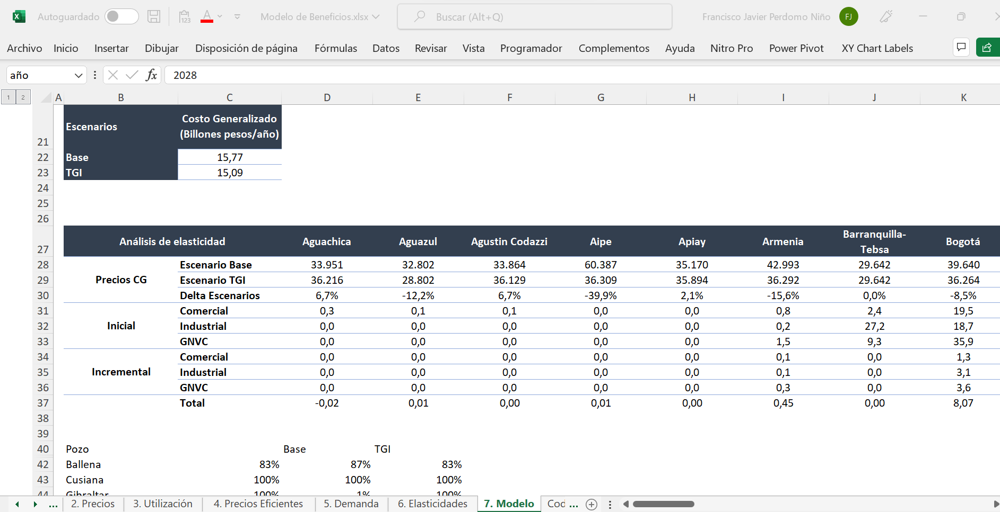 Autoguardado
123
A
Modelo de Beneficios.xlsx
Buscar (Alt+Q)
Francisco Javier Perdomo Niño
FJ
Archivo Inicio Insertar Dibujar Disposición de página Fórmulas Datos Revisar Vista Programador Complementos Ayuda Nitro Pro Power Pivot XY Chart Labels
año fx 2028
1 2 A B C D E F G H I J K
Escenarios
Costo Generalizado
(Billones pesos/año)
21
22 Base 15,77
23 TGI 15,09
24
25
26
27 Análisis de elasticidad Aguachica Aguazul Agustin Codazzi Aipe Apiay Armenia Barranquilla-
Tebsa Bogotá
28 Escenario Base 33.951 32.802 33.864 60.387 35.170 42.993 29.642 39.640
29 Precios CG Escenario TGI 36.216 28.802 36.129 36.309 35.894 36.292 29.642 36.264
30 Delta Escenarios 6,7% -12,2% 6,7% -39,9% 2,1% -15,6% 0,0% -8,5%
31 Comercial 0,3 0,1 0,1 0,0 0,0 0,8 2,4 19,5
32 Inicial Industrial 0,0 0,0 0,0 0,0 0,0 0,2 27,2 18,7
33 GNVC 0,0 0,0 0,0 0,0 0,0 1,5 9,3 35,9
34 Comercial 0,0 0,0 0,0 0,0 0,0 0,1 0,0 1,3
35 Incremental Industrial 0,0 0,0 0,0 0,0 0,0 0,1 0,0 3,1
36 GNVC 0,0 0,0 0,0 0,0 0,0 0,3 0,0 3,6
37 Total -0,02 0,01 0,00 0,01 0,00 0,45 0,00 8,07
38
39
40 Pozo Base TGI
42 Ballena 83% 87% 83%
43 Cusiana 100% 100% 100%
44 Gibraltar 100% 1% 100%
... 2. Precios 3. Utilización 4. Precios Eficientes 5. Demanda 6. Elasticidades 7. Modelo Cod ...